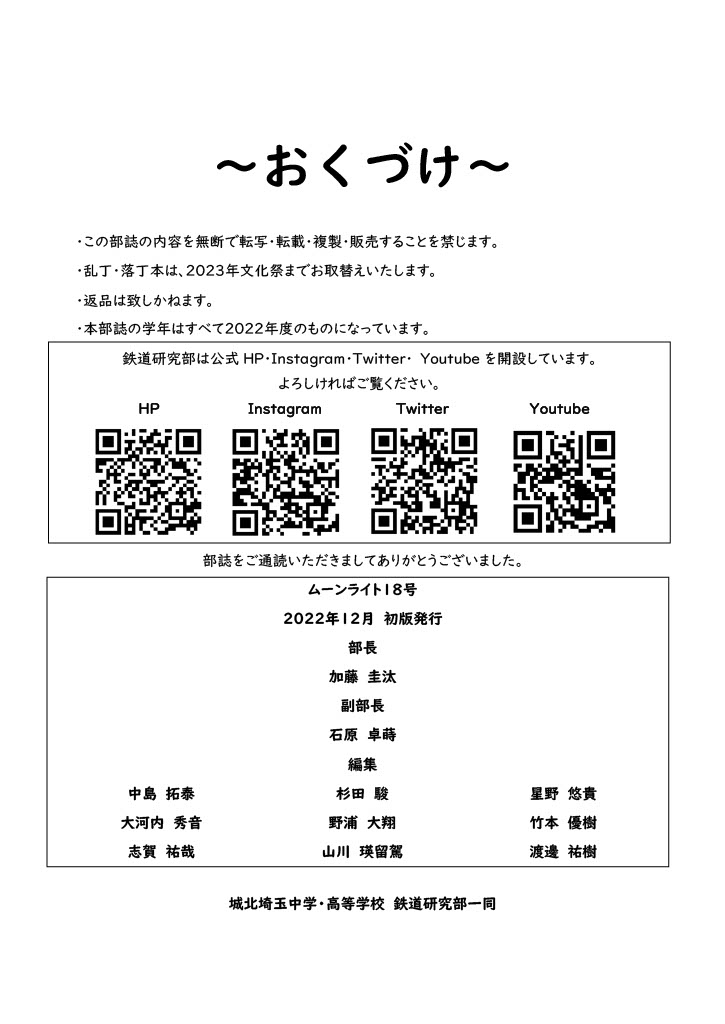 ～おくづけ～
・この部誌の内容を無断で転写・転載・複製・販売することを禁じます。
・乱丁・落丁本は、2023年文化祭までお取替えいたします。
・返品は致しかねます。
・本部誌の学年はすべて2022年度のものになっています。
鉄道研究部は公式 HP・Instagram・Twitter・ Youtube を開設しています。
よろしければご覧ください。
HP Instagram Twitter Youtube
部誌をご通読いただきましてありがとうございました。
ムーンライト18号
2022年12月 初版発行
部長
加藤 圭汰
副部長
石原 卓蒔
編集
中島 拓泰 杉田 駿 星野 悠貴
大河内 秀音 野浦 大翔 竹本 優樹
志賀 祐哉 山川 瑛留駕 渡邊 祐樹
城北埼玉中学・高等学校 鉄道研究部一同